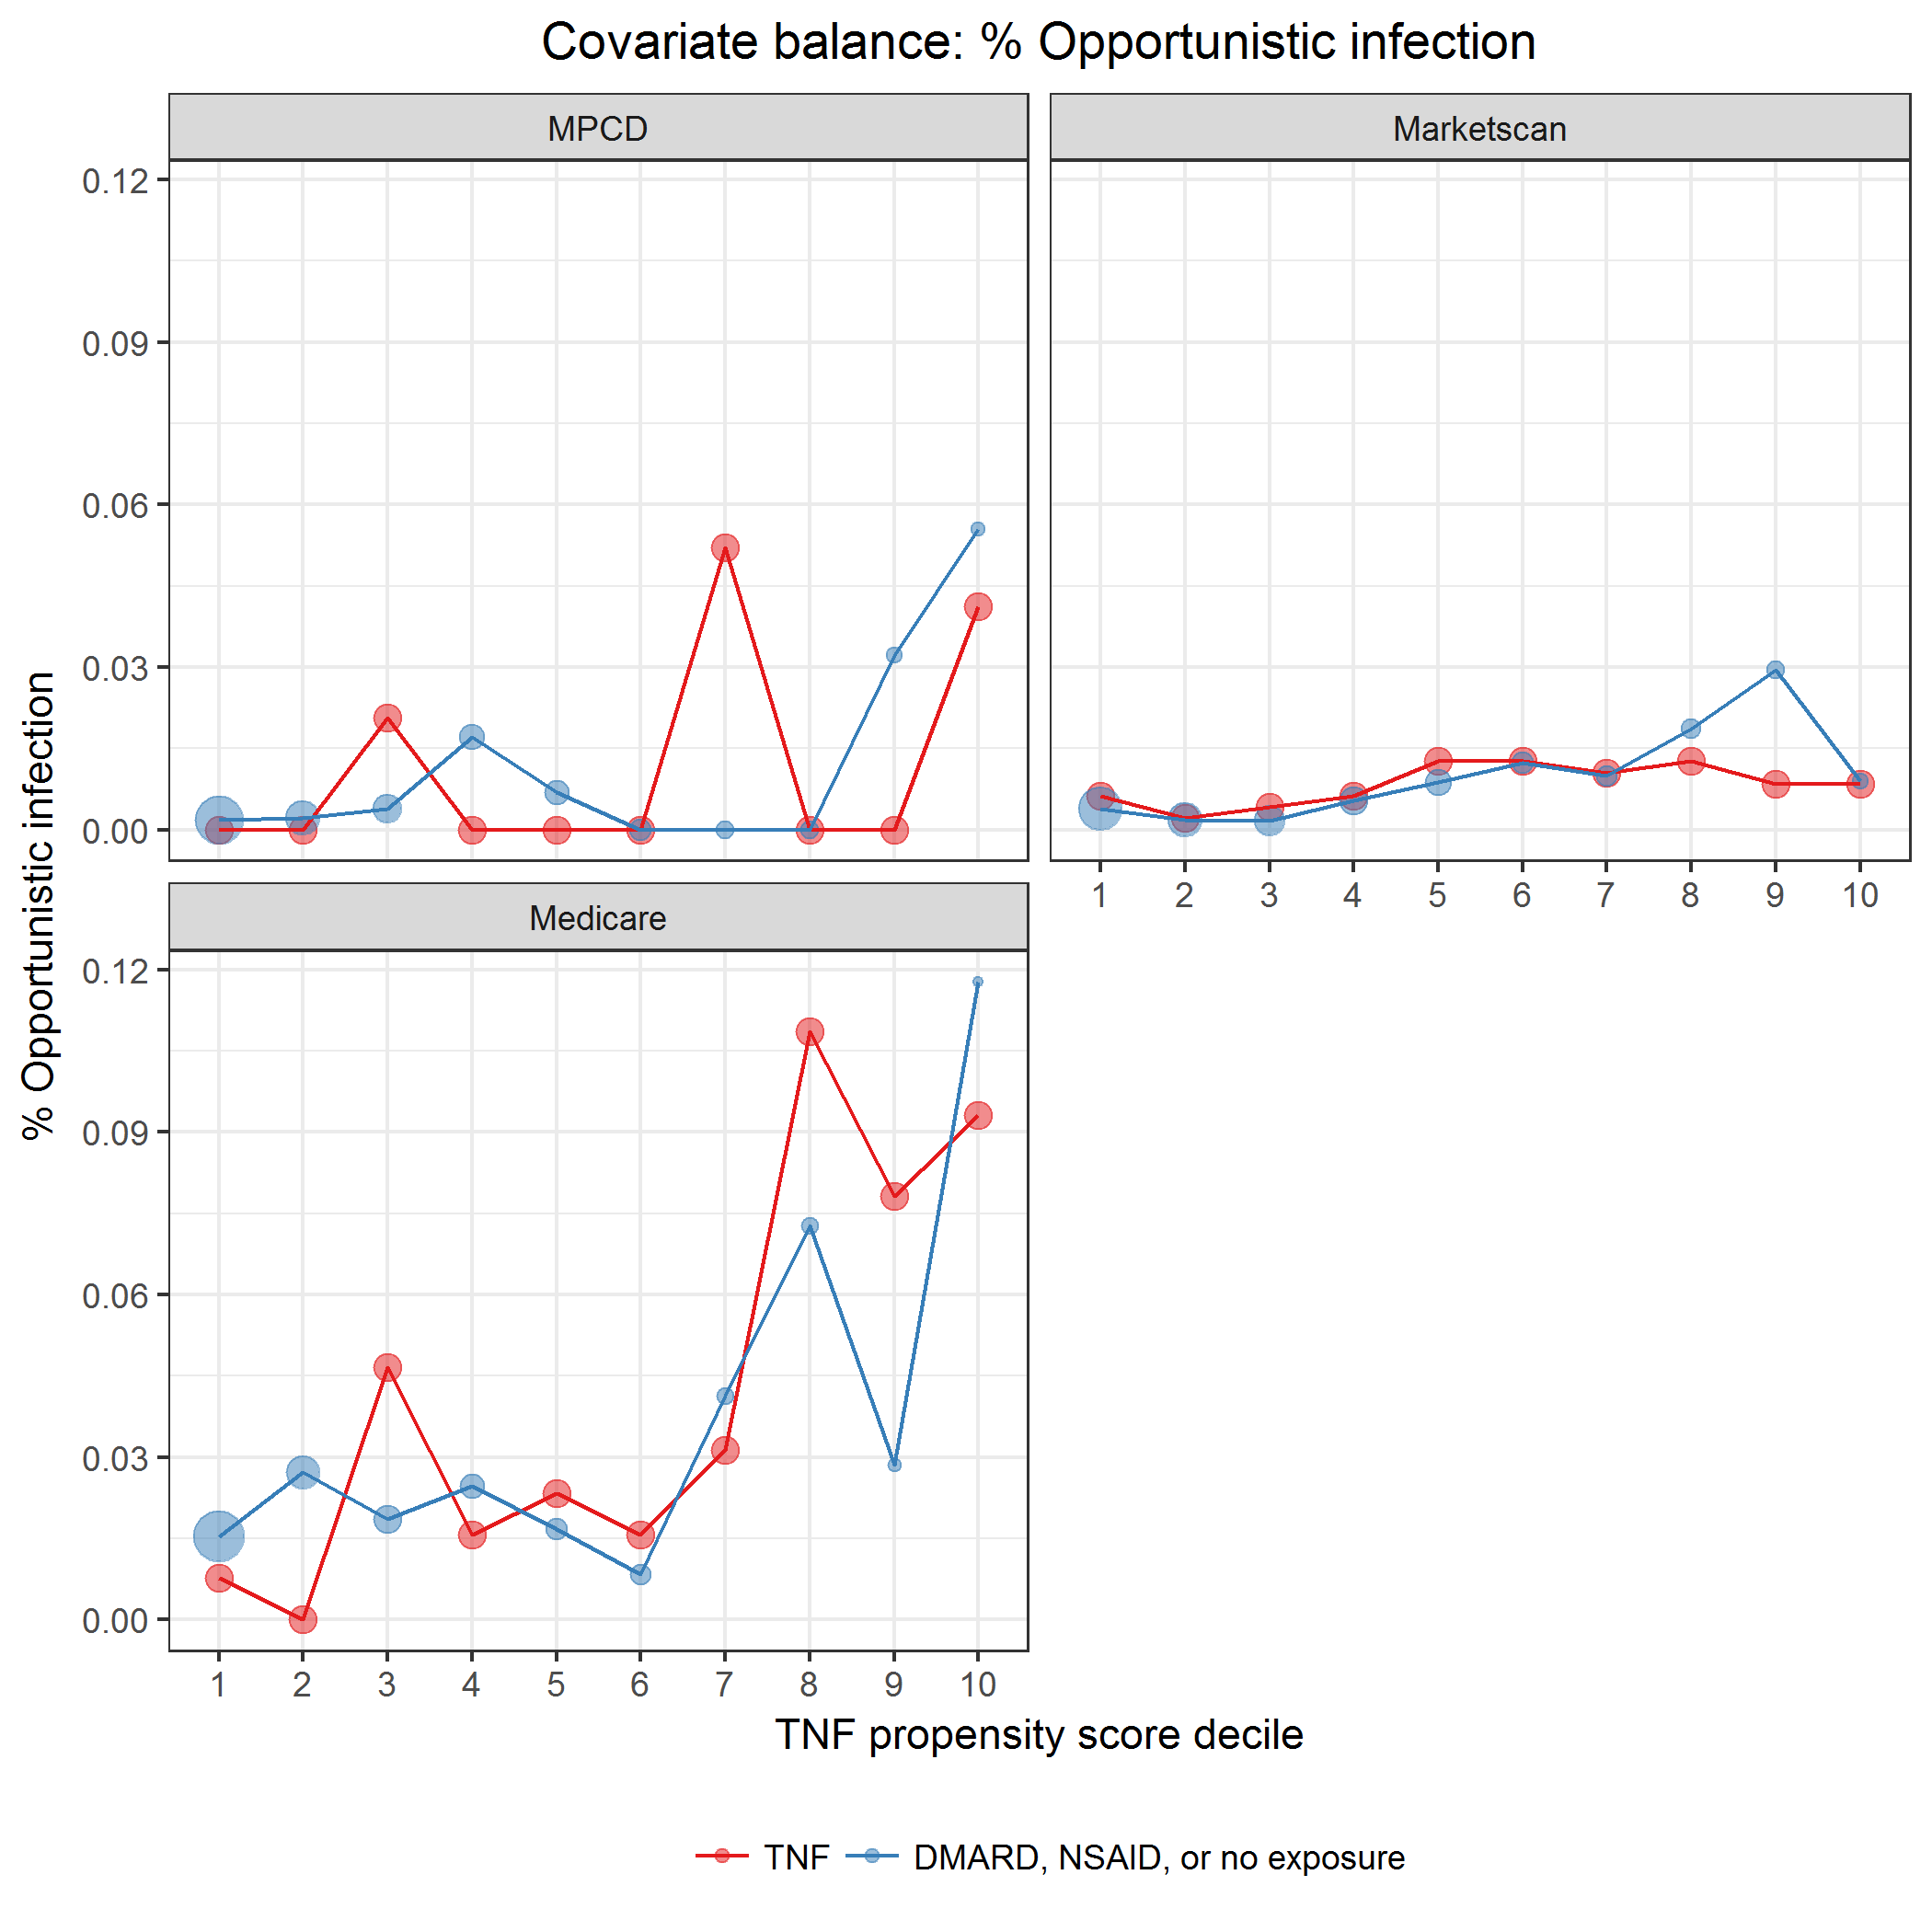 Covariate balance: % Opportunistic infection
MPCD
Marketscan
0.12
0.09
0.06
0.03
0.00
1 2 3 4 5 6 7 8 9 10
Medicare
0.12
0.09
0.06
0.03
0.00
1 2 3 4 5 6 7 8 9 10
% Opportunistic infection
TNF propensity score decile
TNF
DMARD, NSAID, or no exposure